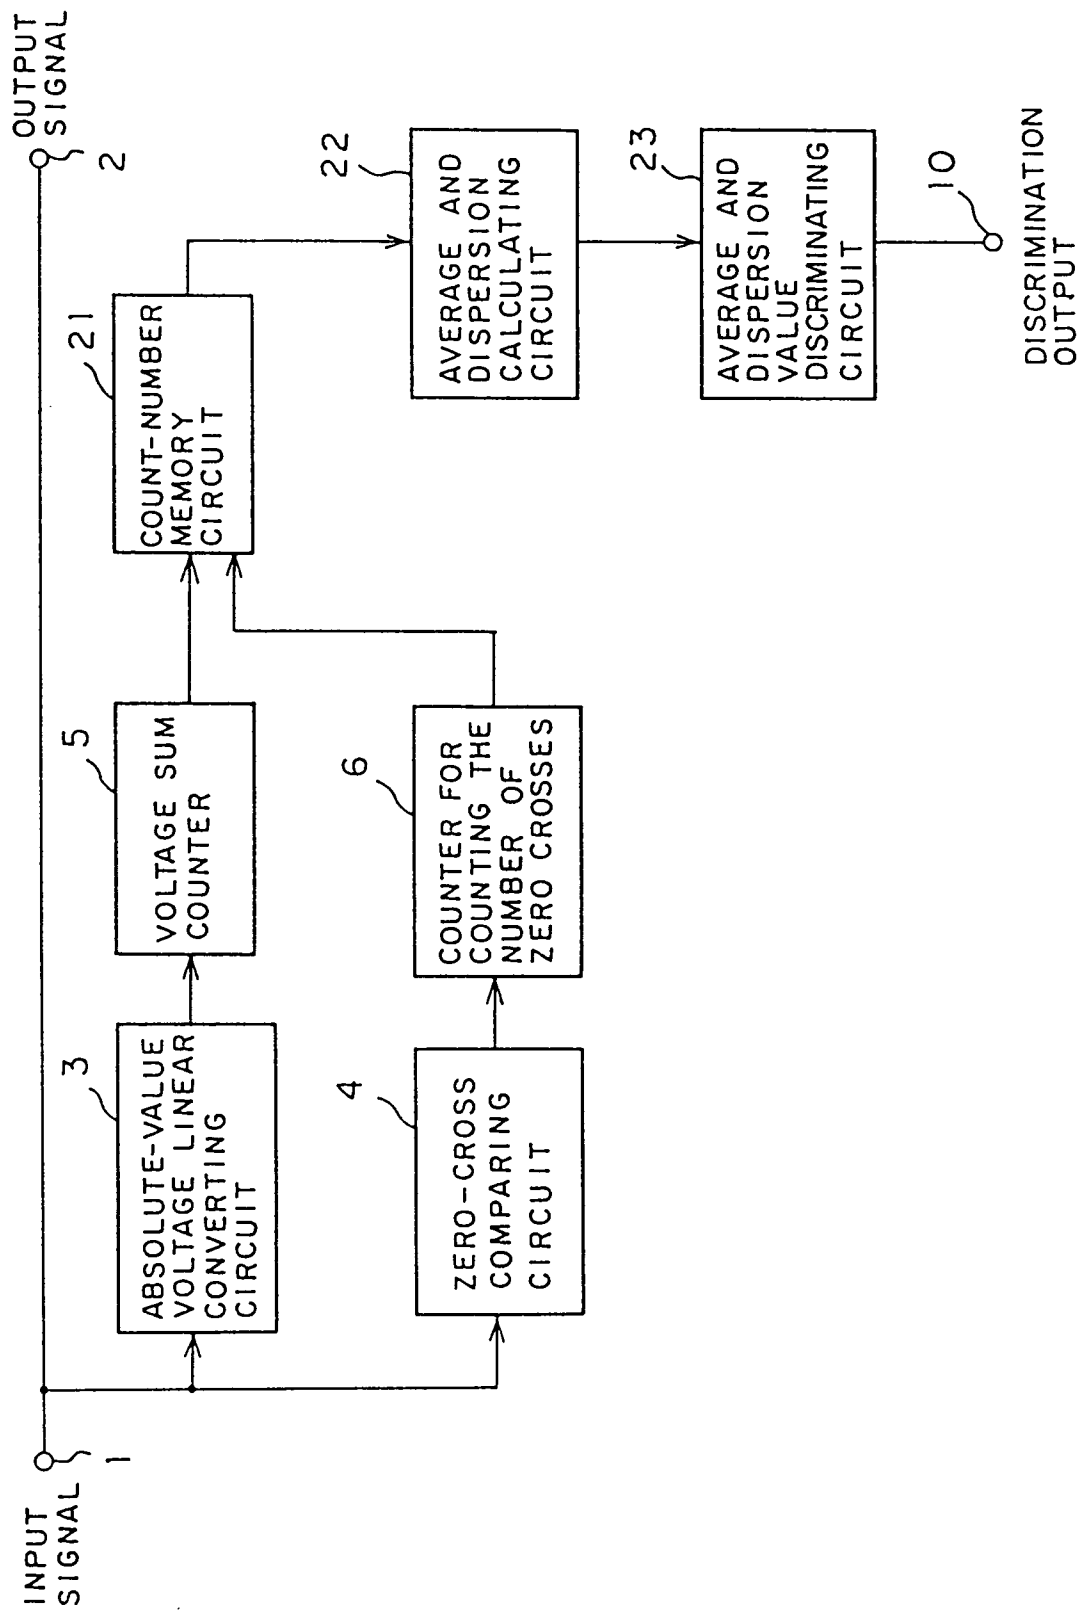 INPUT
SIGNAL
1
OUTPUT
SIGNAL
2
3
ABSOLUTE-VALUE
VOLTAGE LINEAR
CONVERTING
CIRCUIT
5
VOLTAGE SUM
COUNTER
21
COUNT-NUMBER
MEMORY
CIRCUIT
4
ZERO-CROSS
COMPARING
CIRCUIT
6
COUNTER FOR
COUNTING THE
NUMBER OF
ZERO CROSSES
22
AVERAGE AND
DISPERSION
CALCULATING
CIRCUIT
23
AVERAGE AND
DISPERSION
VALUE
DISCRIMINATING
CIRCUIT
10
DISCRIMINATION
OUTPUT